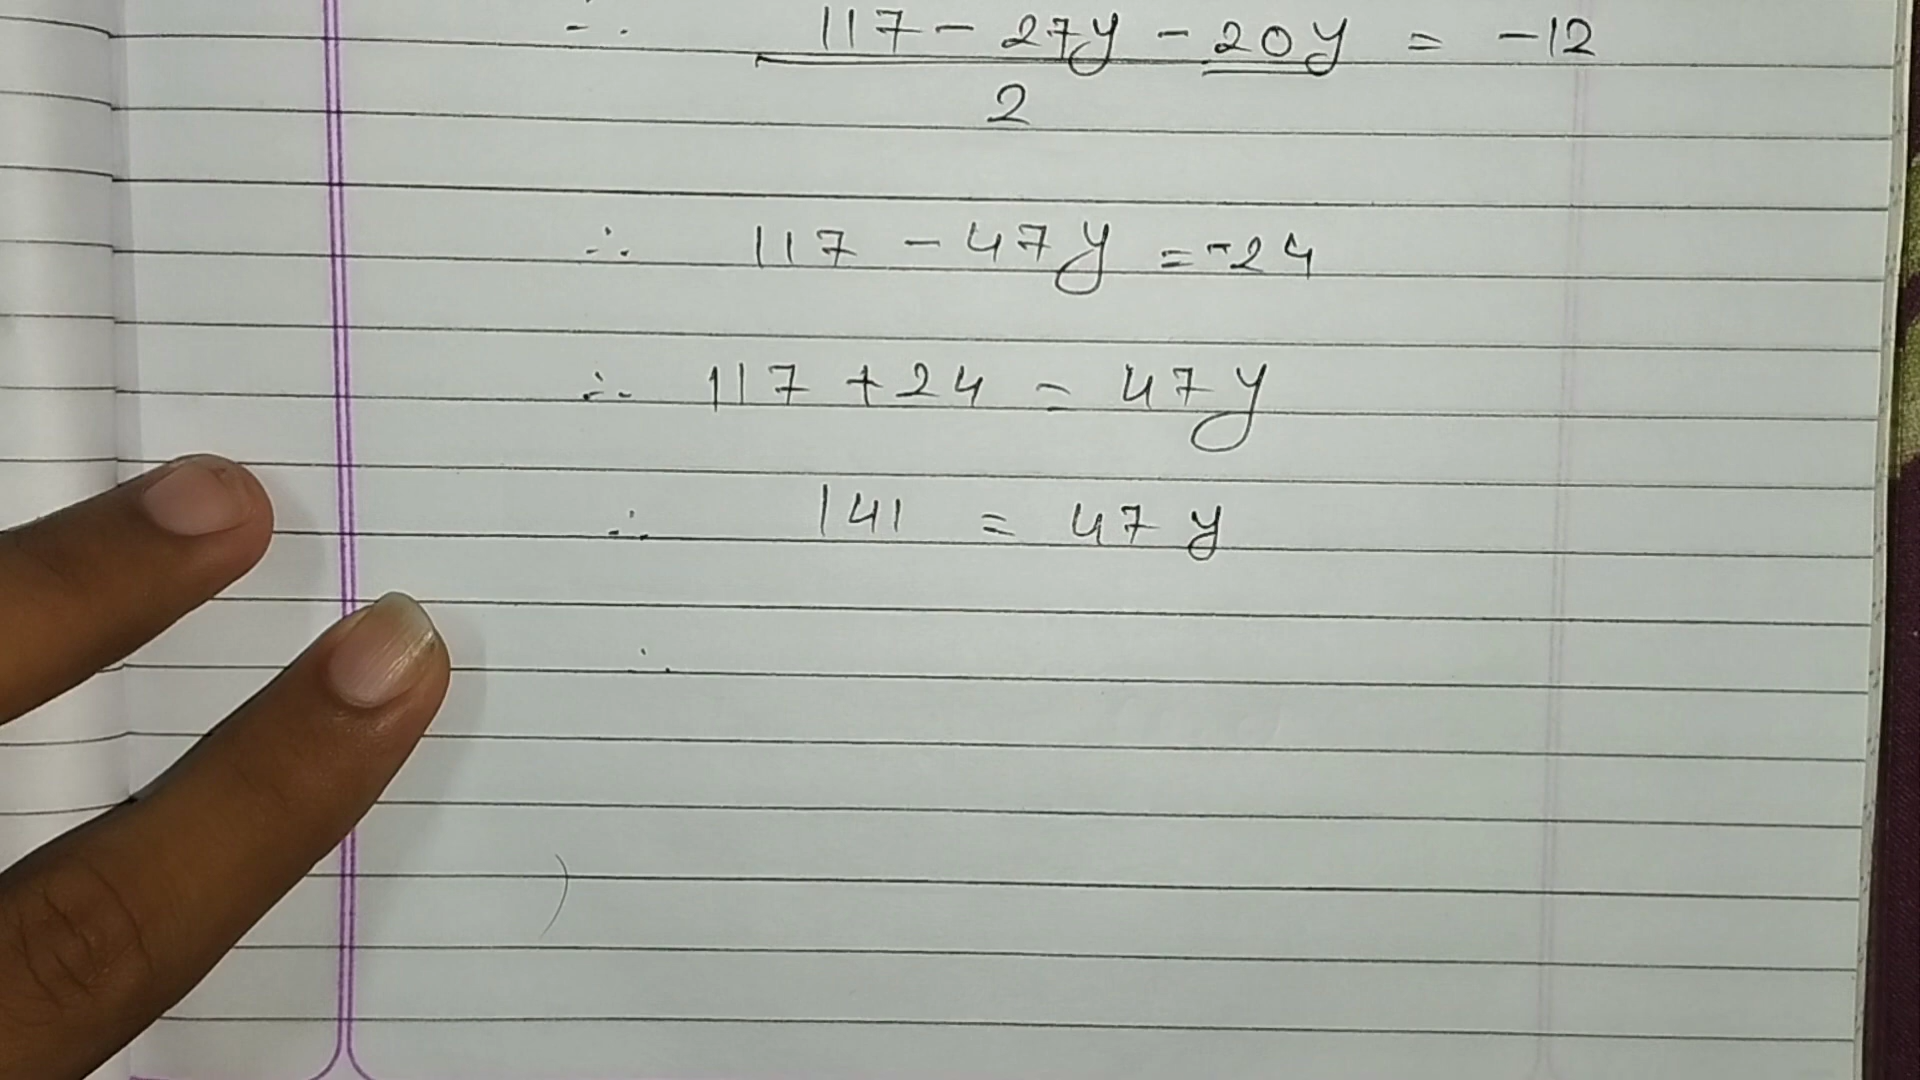 ∴ 117 - 27y - 20y = -12
2
∴ 117 - 47y = -24
∴ 117 + 24 = 47y
∴ 141 = 47y
∴